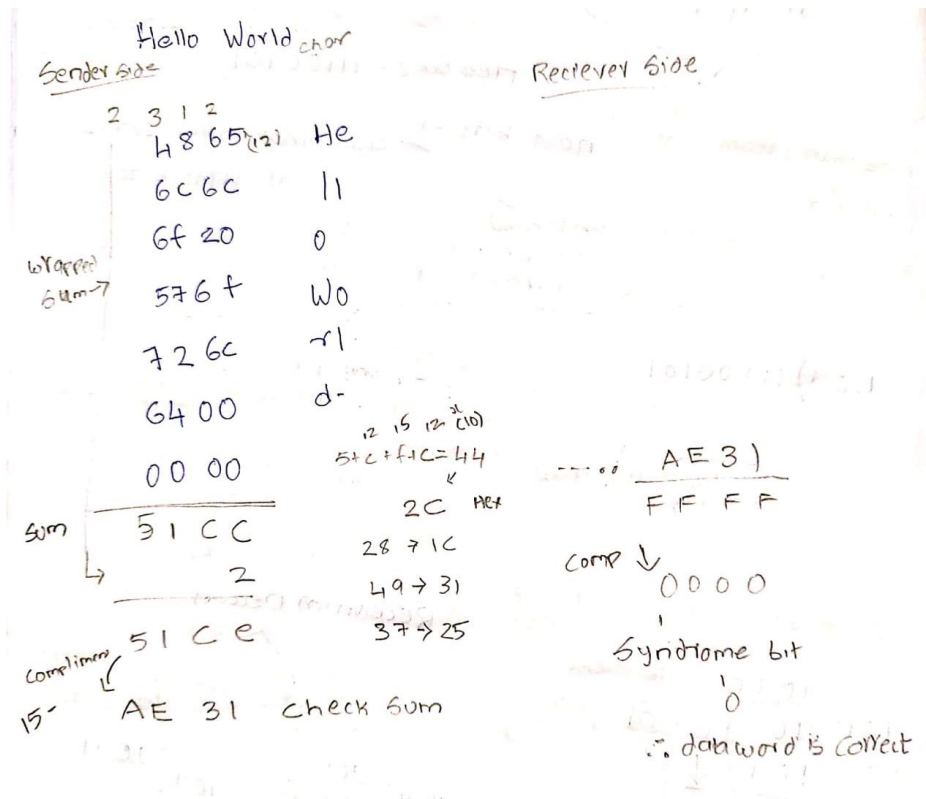 Hello World char
Sender side
2 3 1 2
4865 (12) He
6C 6C ll
6f 20 o
wrapped sum→
576f Wo
726C rl
6400 d-
0000
12 15 12 (10)
5+C+f+C=44
2C Hex
28 → 1C
49 → 31
37 → 25
Sum 51CC
2
51Ce
Compliment
15- AE 31 check sum
Reciever Side
..... AE31
FFFF
Comp ↓
0000
Syndrome bit
0
∴ dataword is correct